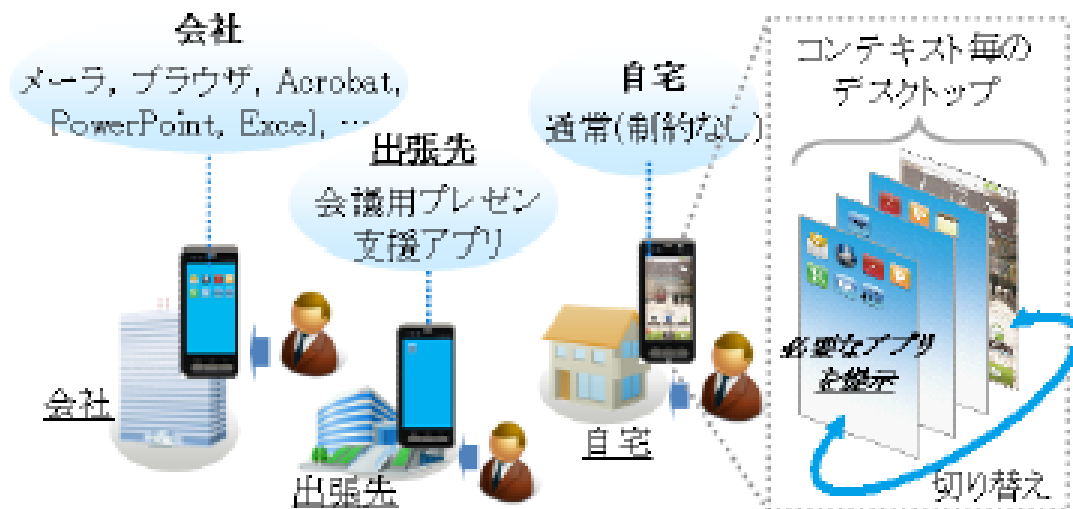 会社
メーラ, ブラウザ, Acrobat,
PowerPoint, Excel, …
出張先
会議用プレゼン
支援アプリ
自宅
通常(制約なし)
コンテキスト毎の
デスクトップ
必要なアプリ
を提示
切り替え
会社
出張先
自宅